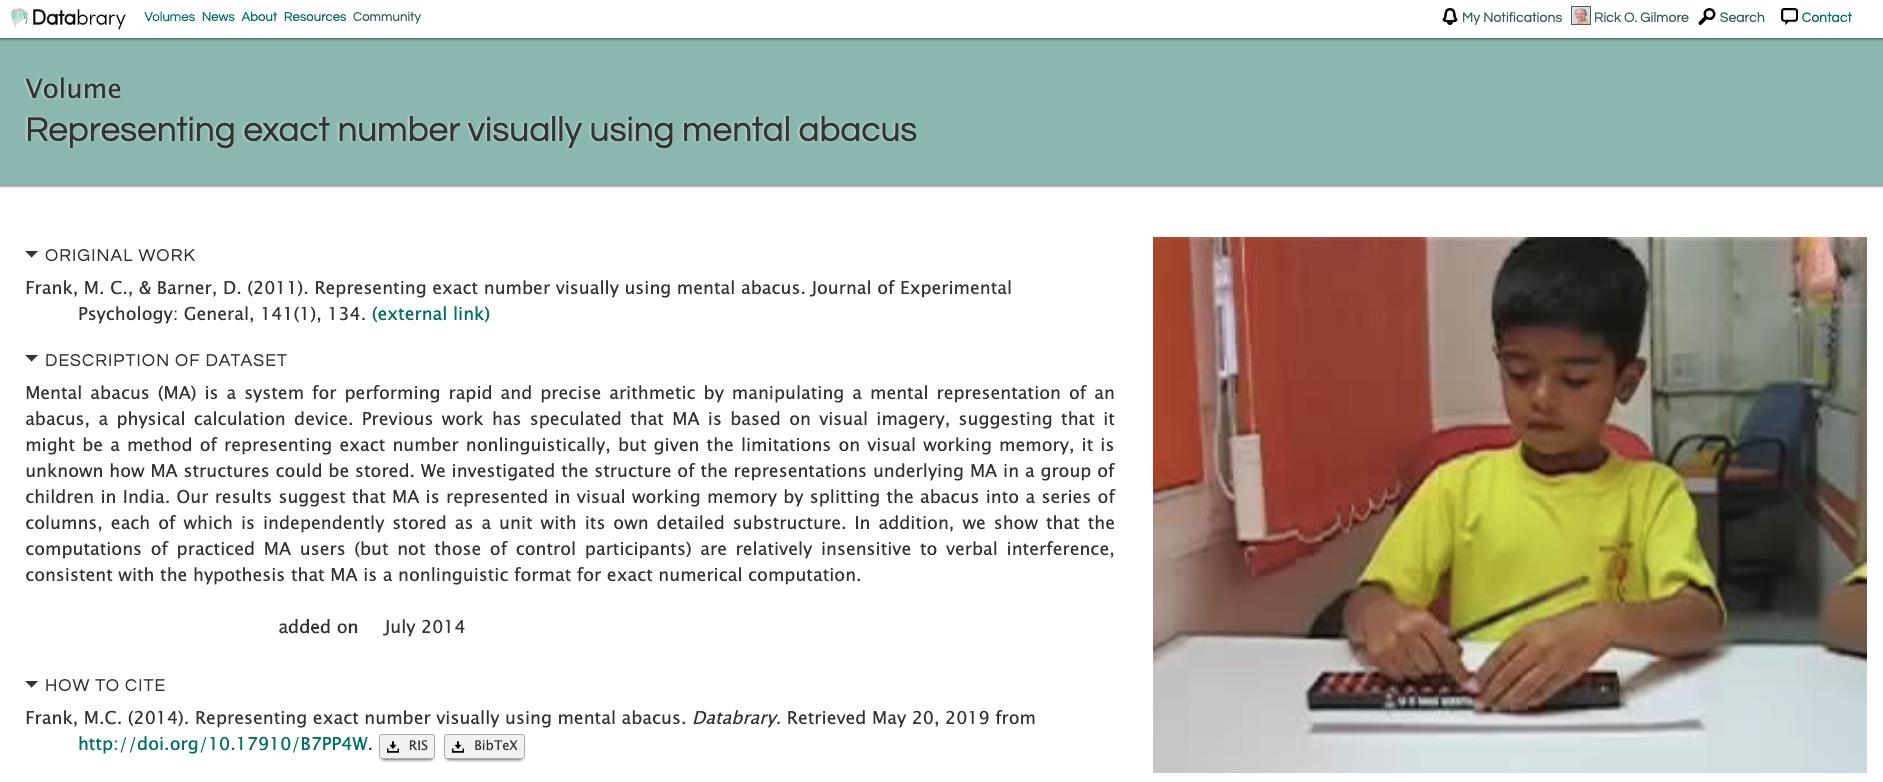 Databrary Volumes News About Resources Community My Notifications Rick O. Gilmore Search Contact
Volume
Representing exact number visually using mental abacus
ORIGINAL WORK
Frank, M. C., & Barner, D. (2011). Representing exact number visually using mental abacus. Journal of Experimental
Psychology: General, 141(1), 134. (external link)
DESCRIPTION OF DATASET
Mental abacus (MA) is a system for performing rapid and precise arithmetic by manipulating a mental representation of an
abacus, a physical calculation device. Previous work has speculated that MA is based on visual imagery, suggesting that it
might be a method of representing exact number nonlinguistically, but given the limitations on visual working memory, it is
unknown how MA structures could be stored. We investigated the structure of the representations underlying MA in a group of
children in India. Our results suggest that MA is represented in visual working memory by splitting the abacus into a series of
columns, each of which is independently stored as a unit with its own detailed substructure. In addition, we show that the
computations of practiced MA users (but not those of control participants) are relatively insensitive to verbal interference,
consistent with the hypothesis that MA is a nonlinguistic format for exact numerical computation.
added on July 2014
HOW TO CITE
Frank, M.C. (2014). Representing exact number visually using mental abacus. Databrary. Retrieved May 20, 2019 from
http://doi.org/10.17910/B7PP4W. RIS BibTeX